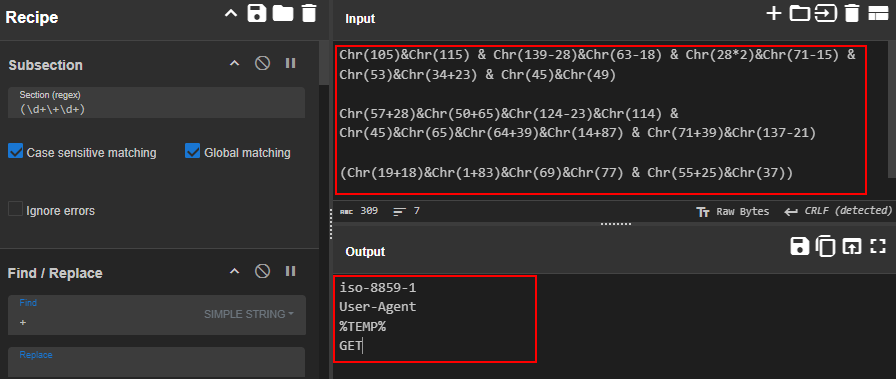 Recipe
Subsection
Section (regex)
(\d+\+\d+)
Case sensitive matching
Global matching
Ignore errors
Find / Replace
Find
+
SIMPLE STRING
Replace
Input
Chr(105)&Chr(115) & Chr(139-28)&Chr(63-18) & Chr(28*2)&Chr(71-15) &
Chr(53)&Chr(34+23) & Chr(45)&Chr(49)
Chr(57+28)&Chr(50+65)&Chr(124-23)&Chr(114) &
Chr(45)&Chr(65)&Chr(64+39)&Chr(14+87) & Chr(71+39)&Chr(137-21)
(Chr(19+18)&Chr(1+83)&Chr(69)&Chr(77) & Chr(55+25)&Chr(37))
ABC 309 7
Tт Raw Bytes CRLF (detected)
Output
iso-8859-1
User-Agent
%TEMP%
GET